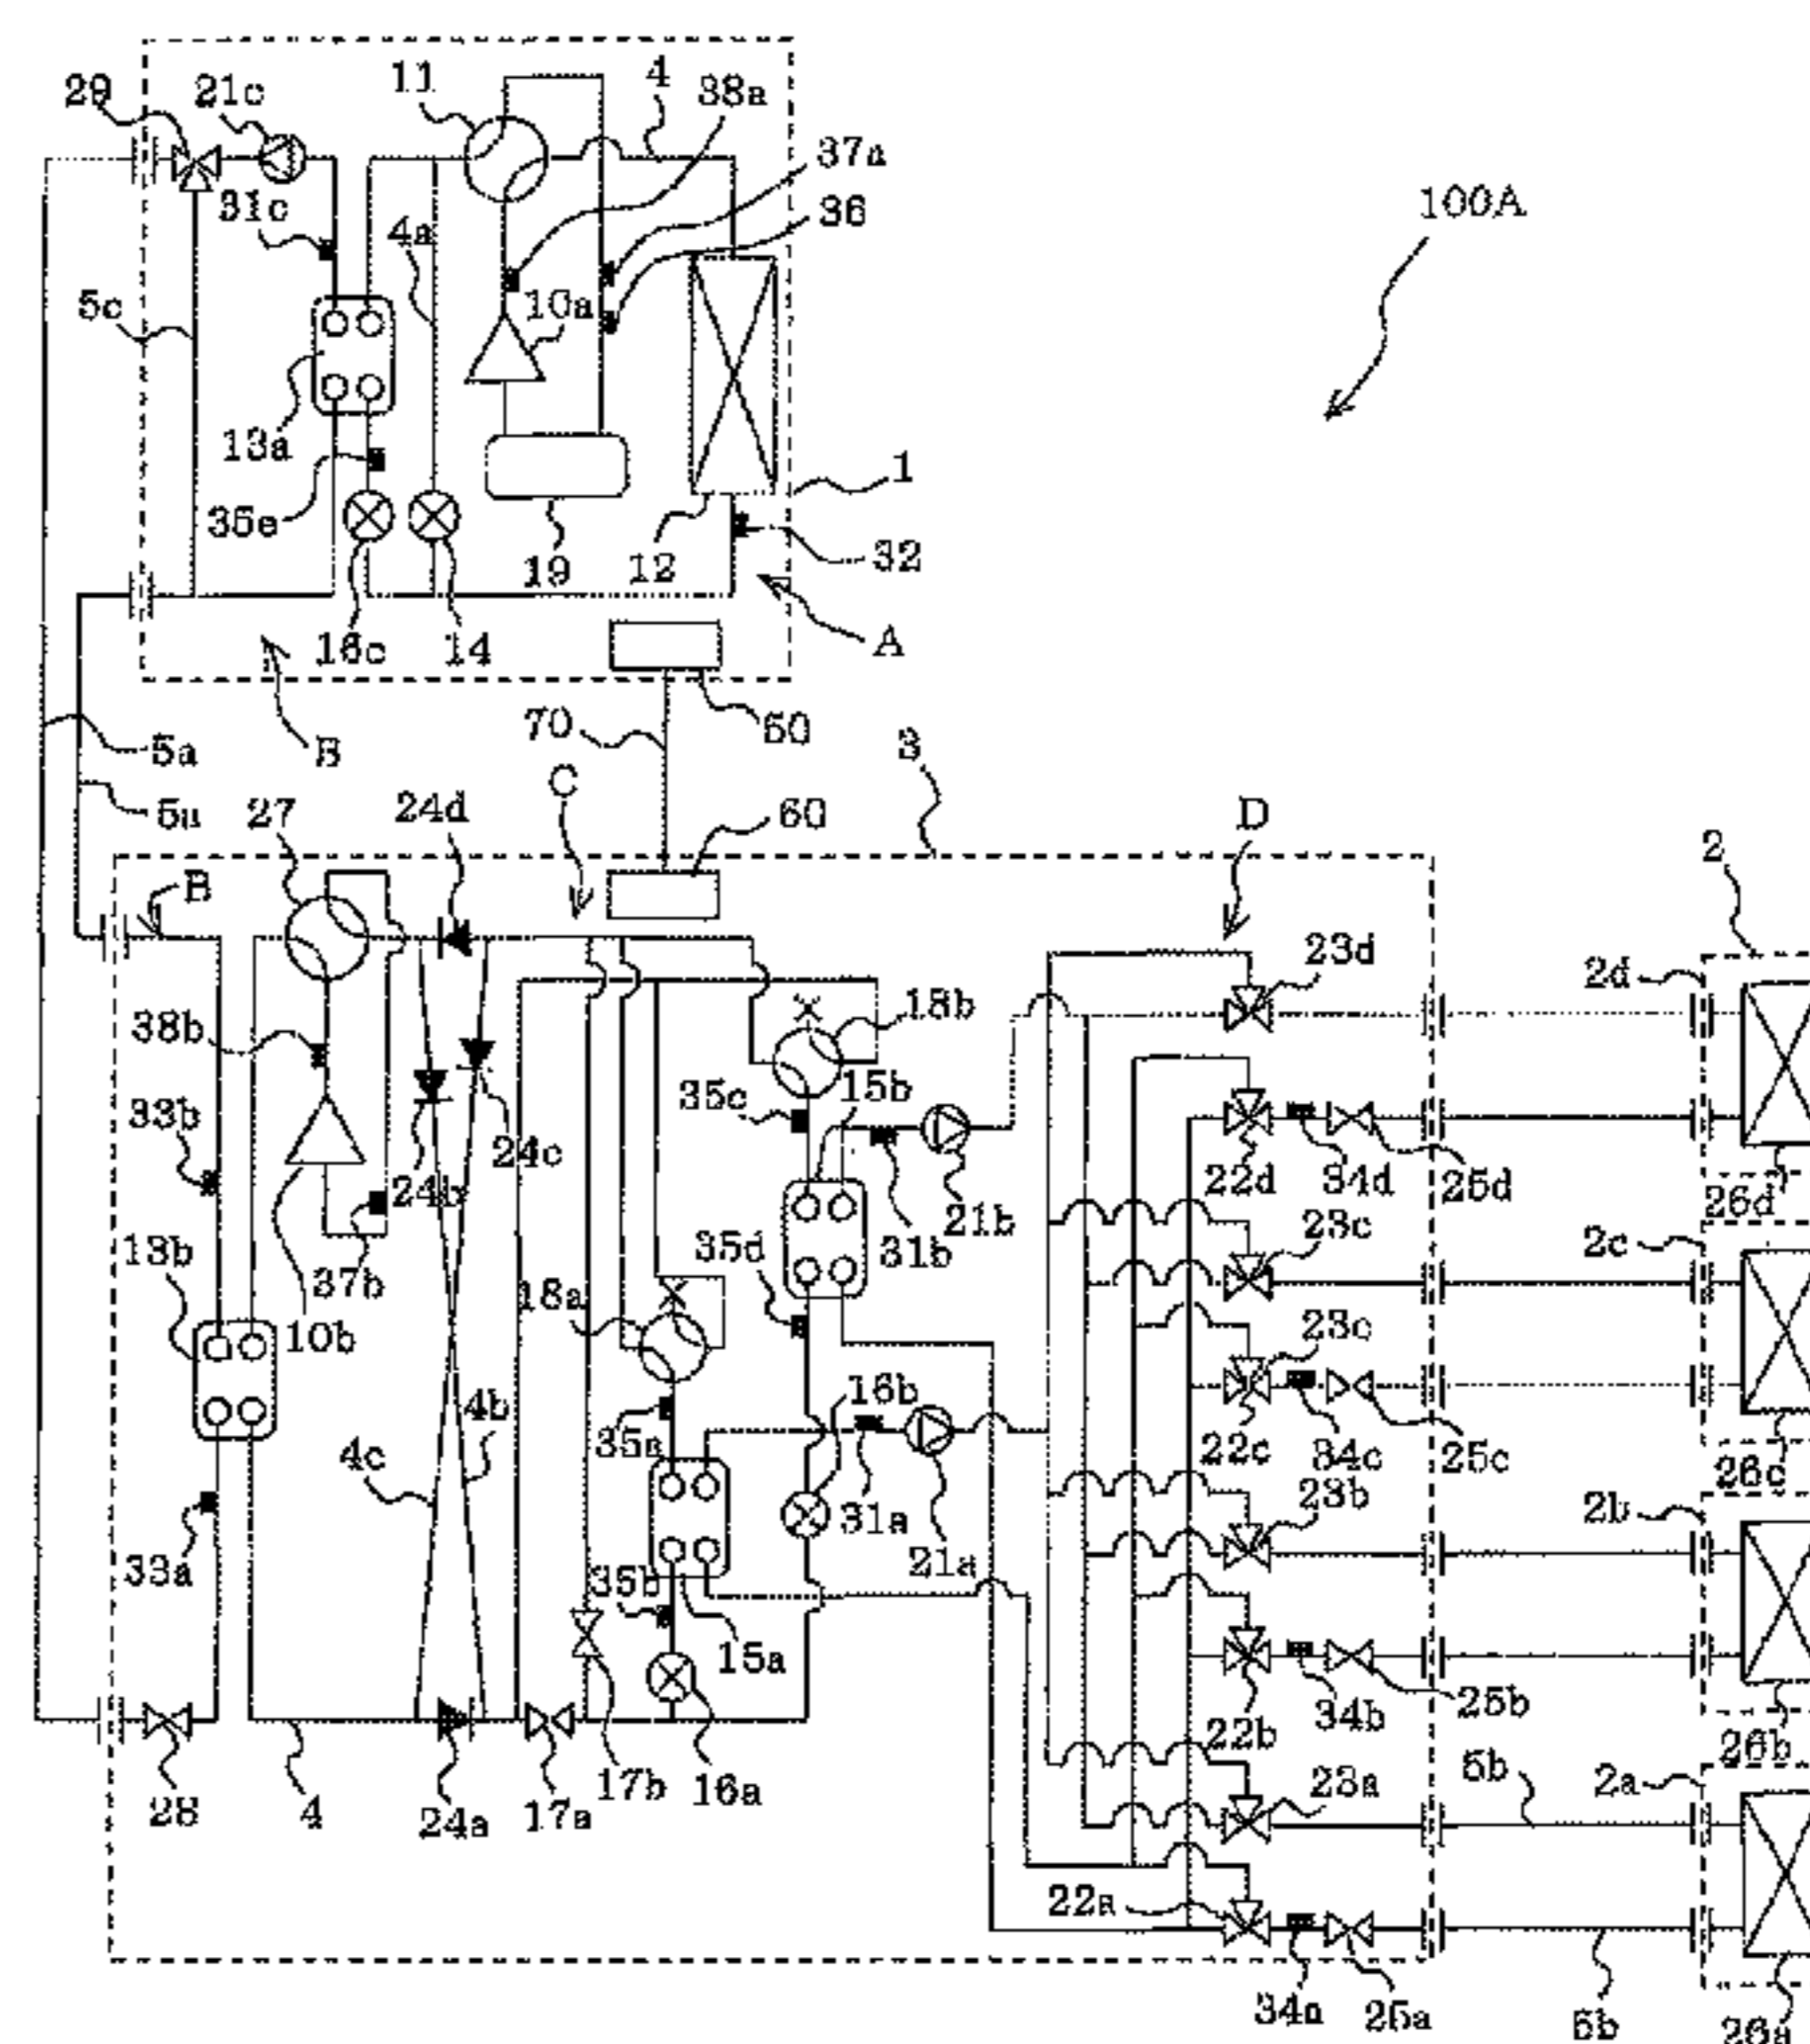 29 21c 11 4 38a
37a
36
31c 4a
5c 10a
13a
35e
1
19 12 32
16c 14 A
100A
5a B 70 50
C 3
5a 27 24d 60 D
2
B
23d 2d
38b 18b
35c 15b
33b 24c
24b 22d 34d 25d 26d
21b 23c
13b 37b 35d 31b 2c
18a
10b 23c
16b
4b
4c 35a 22c 34c 25c 26c
23b
31a 2b
33a 21a
35b
15a
34b 25b
22b 26b
17b 5b 2a
28 4 24a 17a 16a 23a
22a
34a 25a 5b 26a